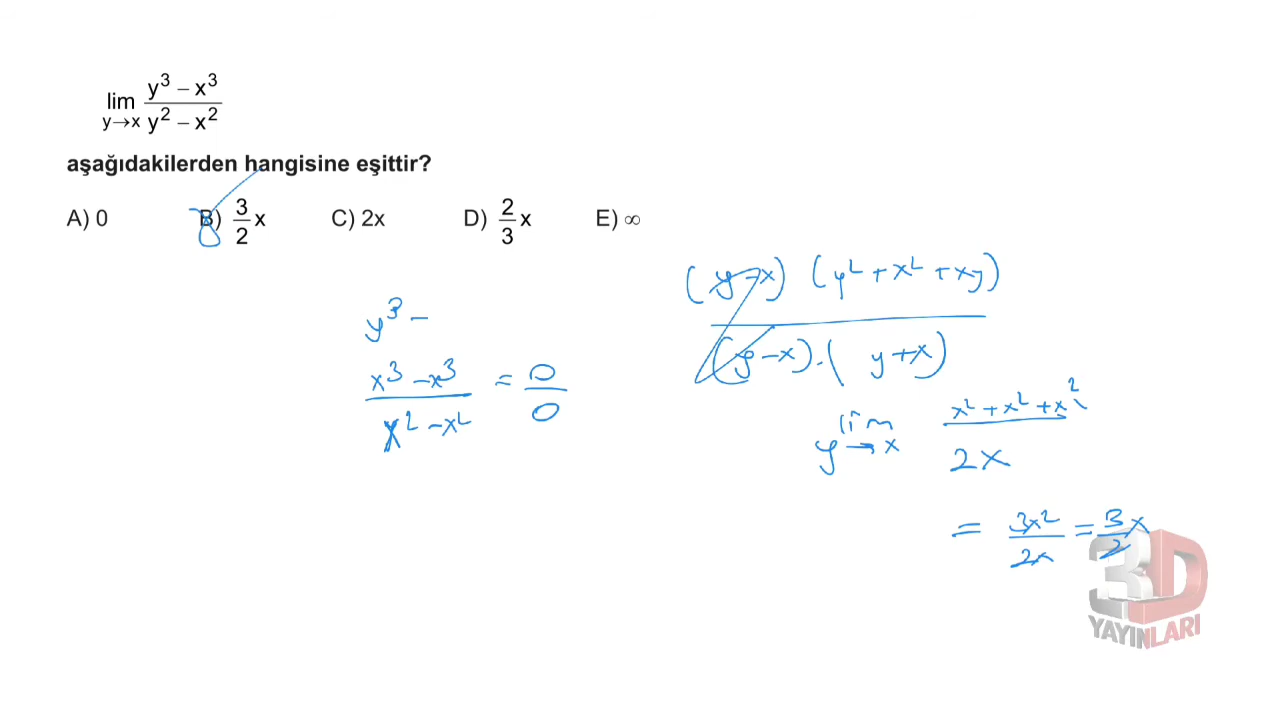 lim y→x (y³ − x³)/(y² − x²)
aşağıdakilerden hangisine eşittir?
A) 0 B) 3/2 x C) 2x D) 2/3 x E) ∞
y³ −
(x³ − x³)/(x² − x²) = 0/0
(y − x) (y² + x² + xy)
(y − x) · ( y + x)
lim y→x (x² + x² + x²)/2x
= 3x²/2x = 3/2 x
3D
YAYINLARI